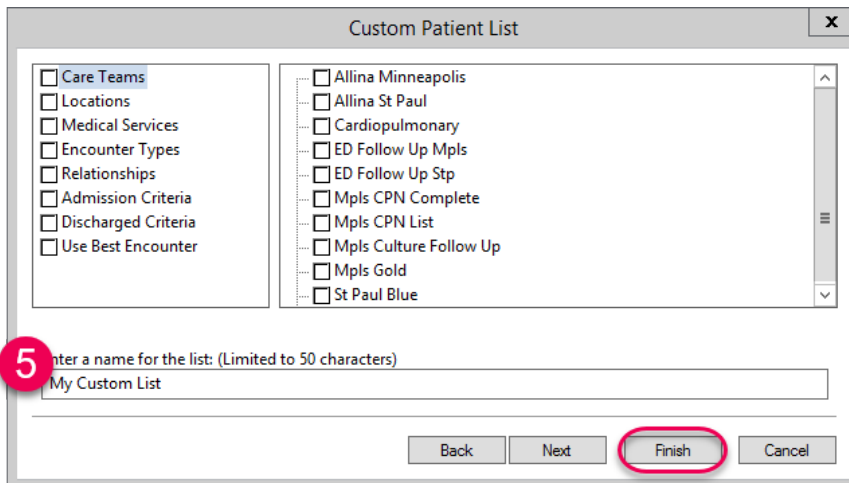 Custom Patient List
x
Care Teams
Locations
Medical Services
Encounter Types
Relationships
Admission Criteria
Discharged Criteria
Use Best Encounter
Allina Minneapolis
Allina St Paul
Cardiopulmonary
ED Follow Up Mpls
ED Follow Up Stp
Mpls CPN Complete
Mpls CPN List
Mpls Culture Follow Up
Mpls Gold
St Paul Blue
5
nter a name for the list: (Limited to 50 characters)
My Custom List
Back Next Finish Cancel